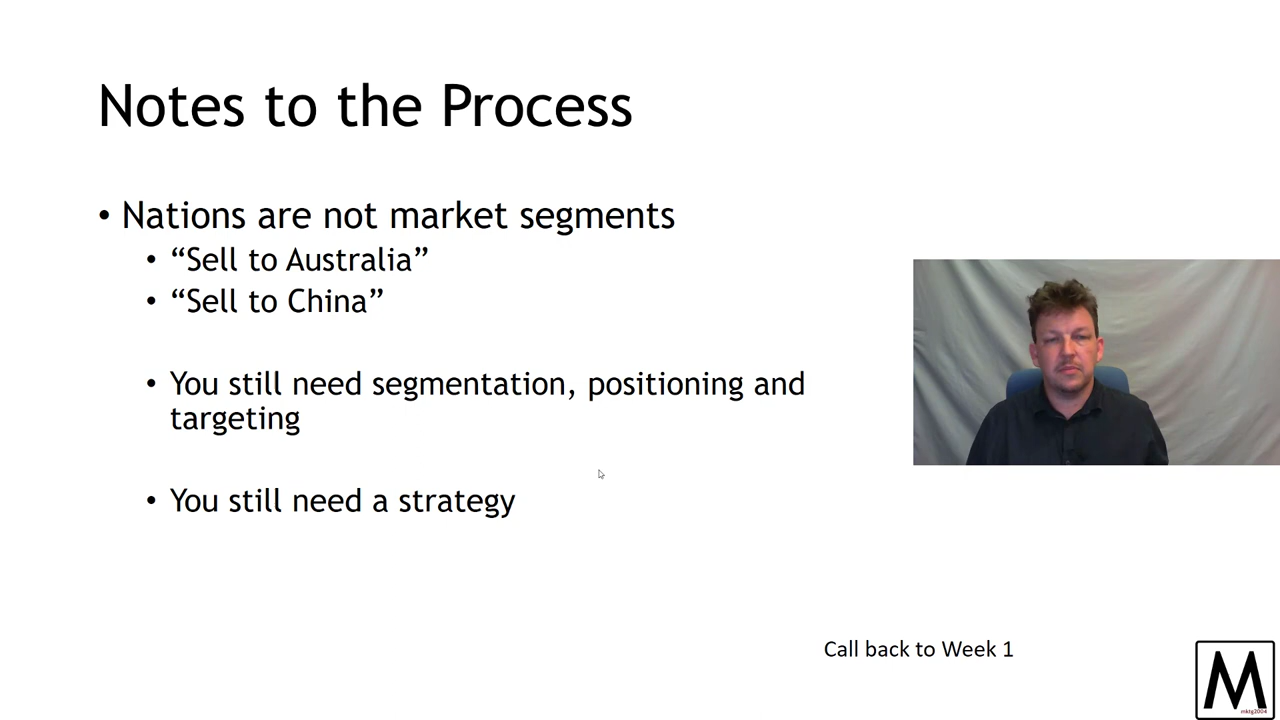 Notes to the Process
• Nations are not market segments
• “Sell to Australia”
• “Sell to China”
• You still need segmentation, positioning and
targeting
• You still need a strategy
Call back to Week 1
M
mktg2004